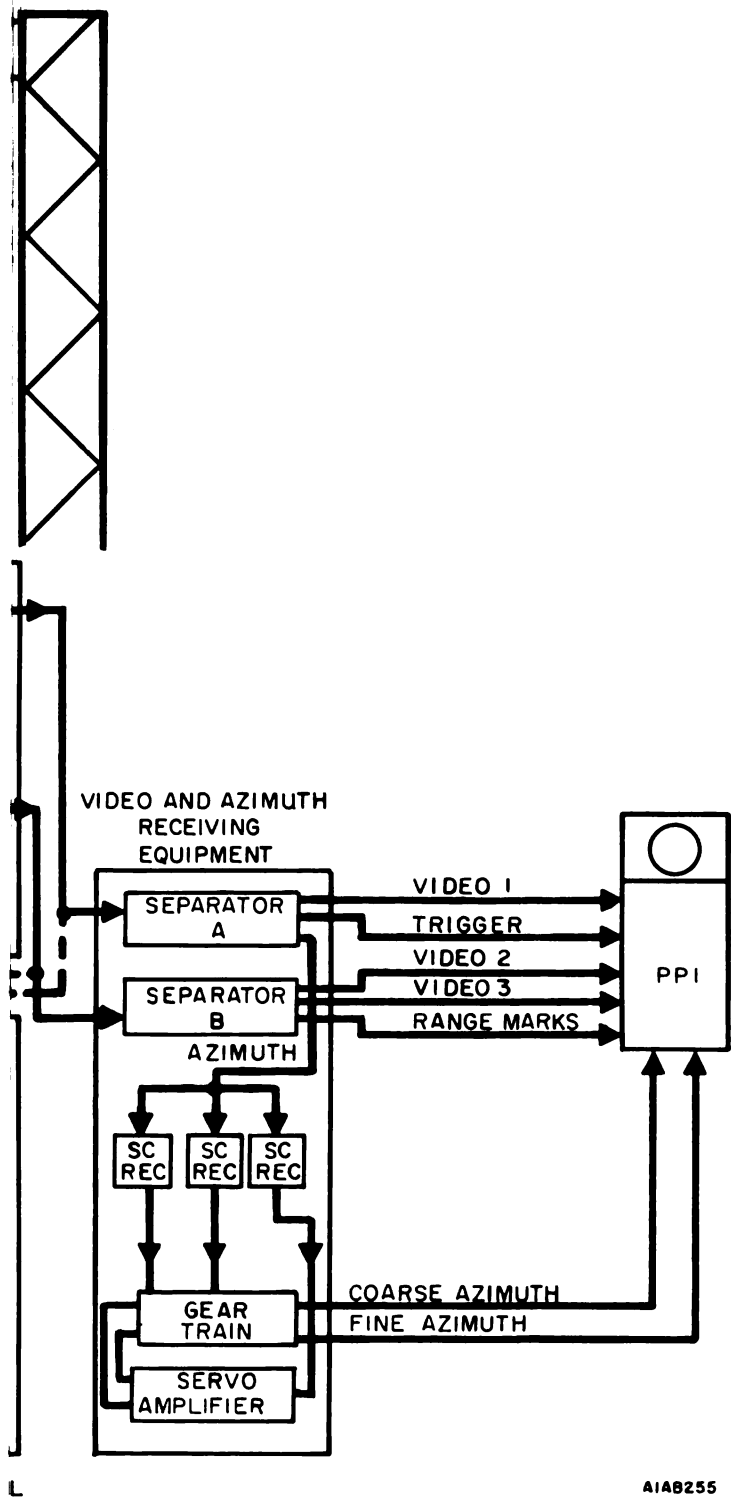 VIDEO AND AZIMUTH
RECEIVING
EQUIPMENT
SEPARATOR
A
VIDEO 1
TRIGGER
VIDEO 2
VIDEO 3
RANGE MARKS
PPI
SEPARATOR
B
AZIMUTH
SC
REC
SC
REC
SC
REC
GEAR
TRAIN
COARSE AZIMUTH
FINE AZIMUTH
SERVO
AMPLIFIER
L
AIAB255